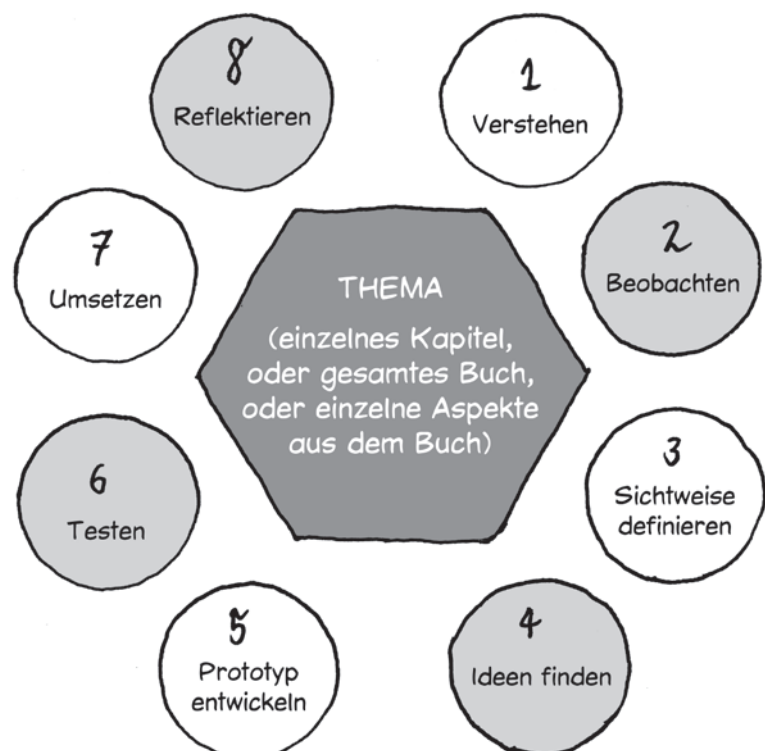 THEMA
(einzelnes Kapitel,
oder gesamtes Buch,
oder einzelne Aspekte
aus dem Buch)
1
Verstehen
2
Beobachten
3
Sichtweise
definieren
4
Ideen finden
5
Prototyp
entwickeln
6
Testen
7
Umsetzen
8
Reflektieren